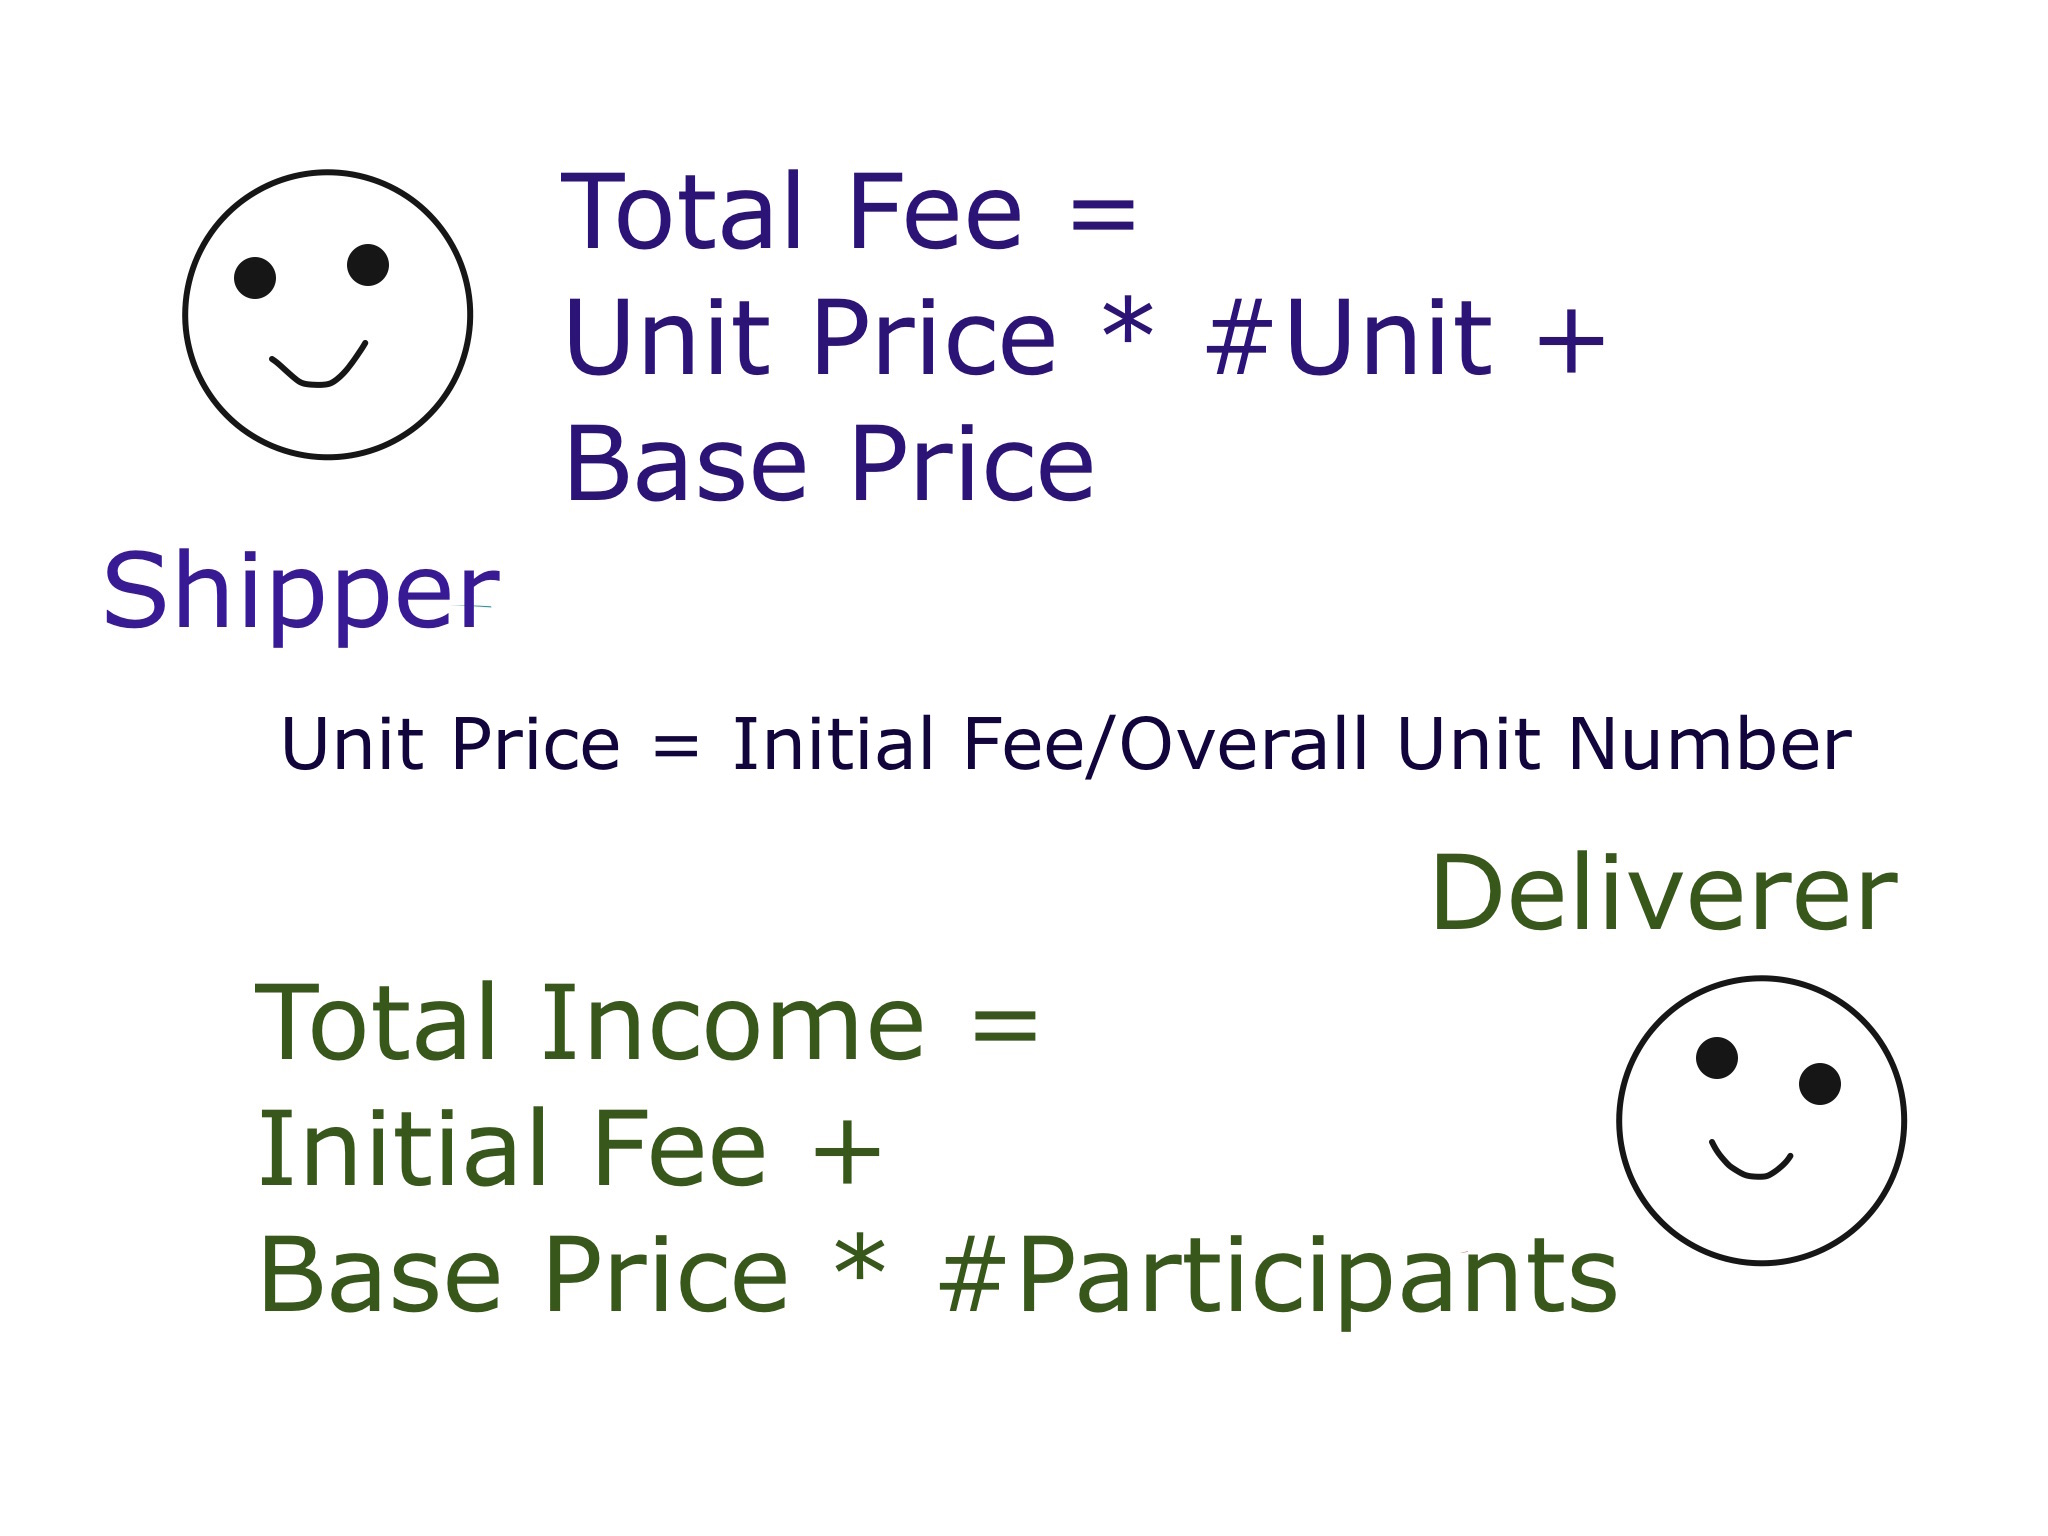 Total Fee =
Unit Price * #Unit +
Base Price
Shipper
Unit Price = Initial Fee/Overall Unit Number
Deliverer
Total Income =
Initial Fee +
Base Price * #Participants